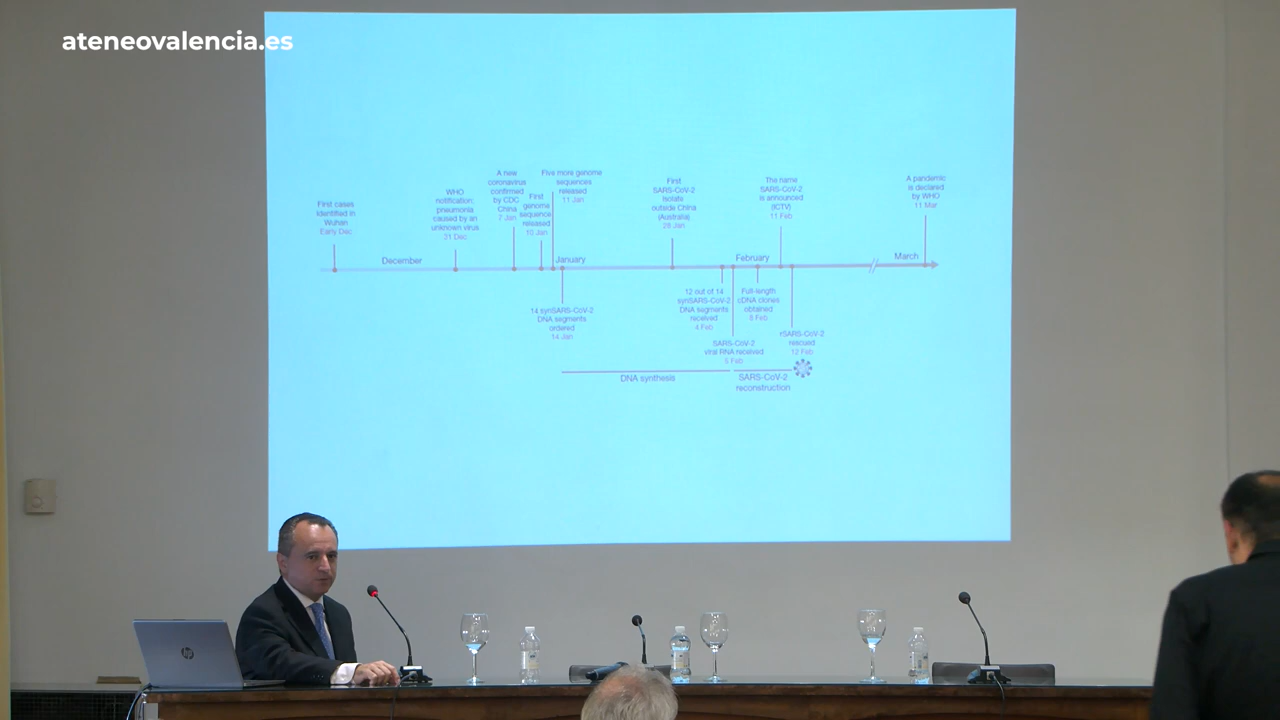 ateneovalencia.es
First cases
identified in
Wuhan
Early Dec
WHO
notification:
pneumonia
caused by an
unknown virus
31 Dec
A new
coronavirus
confirmed
by CDC
China
7 Jan
First
genome
sequence
released
10 Jan
Five more genome
sequences
released
11 Jan
First
SARS-CoV-2
isolate
outside China
(Australia)
28 Jan
The name
SARS-CoV-2
is announced
(ICTV)
11 Feb
A pandemic
is declared
by WHO
11 Mar
December
January
February
March
14 synSARS-CoV-2
DNA segments
ordered
14 Jan
12 out of 14
synSARS-CoV-2
DNA segments
received
4 Feb
SARS-CoV-2
viral RNA received
5 Feb
Full-length
cDNA clones
obtained
8 Feb
rSARS-CoV-2
rescued
12 Feb
DNA synthesis
SARS-CoV-2
reconstruction
hp